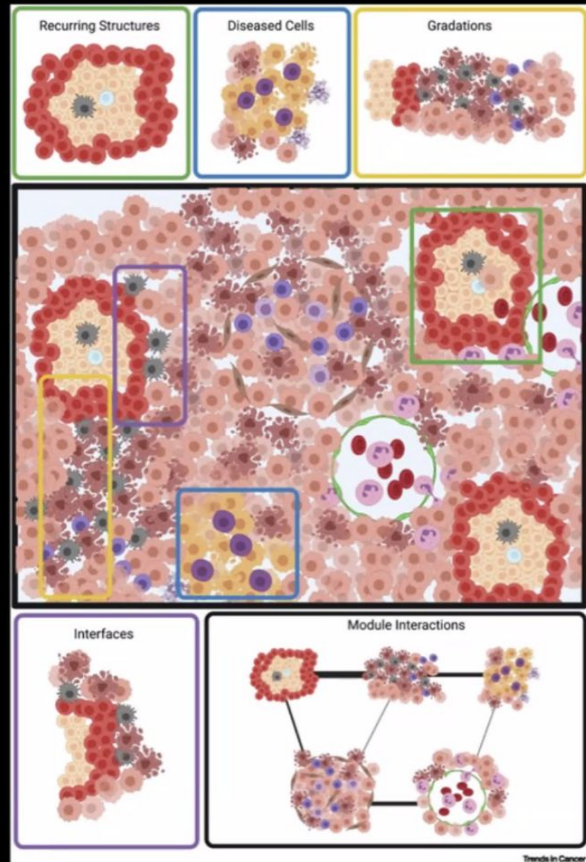 Recurring Structures
Diseased Cells
Gradations
Interfaces
Module Interactions
Trends in Cancer